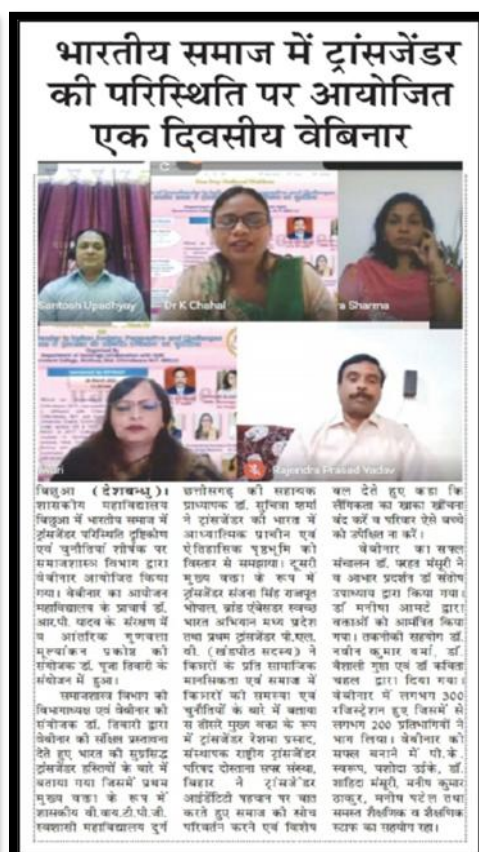 भारतीय समाज में ट्रांसजेंडर
की परिस्थिति पर आयोजित
एक दिवसीय वेबिनार
Santosh Upadhyay
Dr K Chahal
ra Sharma
Rajendra Prasad Yadav
बिछुआ (देशबन्धु)।
शासकीय महाविद्यालय
बिछुआ में भारतीय समाज में
ट्रांसजेंडर परिस्थिति दृष्टिकोण
एवं चुनौतियां शीर्षक पर
समाजशास्त्र विभाग द्वारा
वेबीनार आयोजित किया
गया। वेबीनार का आयोजन
महाविद्यालय के प्राचार्य डॉ.
आर.पी. यादव के संरक्षण में
व आंतरिक गुणवत्ता
मूल्यांकन प्रकोष्ठ की
संयोजक डॉ. पूजा तिवारी के
संयोजन में हुआ।
समाजशास्त्र विभाग की
विभागाध्यक्ष एवं वेबीनार की
संयोजक डॉ. तिवारी द्वारा
वेबीनार की संक्षिप्त प्रस्तावना
देते हुए भारत की सुप्रसिद्ध
ट्रांसजेंडर हस्तियों के बारे में
बताया गया जिसमें प्रथम
मुख्य वक्ता के रूप में
शासकीय वी.वाय.टी.पी.जी.
स्वशासी महाविद्यालय दुर्ग
छत्तीसगढ़ की सहायक
प्राध्यापक डॉ. सुचित्रा शर्मा
ने ट्रांसजेंडर की भारत में
आध्यात्मिक प्राचीन एवं
ऐतिहासिक पृष्ठभूमि को
विस्तार से समझाया। दूसरी
मुख्य वक्ता के रूप में
ट्रांसजेंडर संजना सिंह राजपूत
भोपाल, ब्रांड एंबेसडर स्वच्छ
भारत अभियान मध्य प्रदेश
तथा प्रथम ट्रांसजेंडर पी.एल.
वी. (खंडपीठ सदस्य) ने
किन्नरों के प्रति सामाजिक
मानसिकता एवं समाज में
किन्नरों की समस्या एवं
चुनौतियों के बारे में बताया
व तीसरे मुख्य वक्ता के रूप
में ट्रांसजेंडर रेशमा प्रसाद,
संस्थापक राष्ट्रीय ट्रांसजेंडर
परिषद दोस्ताना सफर संस्था,
बिहार ने ट्रांसजेंडर
आईडेंटिटी पहचान पर बात
करते हुए समाज की सोच
परिवर्तन करने एवं विशेष
बल देते हुए कहा कि
लैंगिकता का खाका खींचना
बंद करें व परिवार ऐसे बच्चे
को उपेक्षित ना करें।
वेबीनार का सफल
संचालन डॉ. फरहत मंसूरी ने
व आभार प्रदर्शन डॉ संतोष
उपाध्याय द्वारा किया गया।
डॉ मनीषा आमटे द्वारा
वक्ताओं को आमंत्रित किया
गया। तकनीकी सहयोग डॉ.
नवीन कुमार वर्मा, डॉ.
वैशाली गुप्ता एवं डॉ कविता
चहल द्वारा दिया गया।
वेबीनार में लगभग 300
रजिस्ट्रेशन हुए जिसमें से
लगभग 200 प्रतिभागियों ने
भाग लिया। वेबीनार को
सफल बनाने में पी.के.
स्वरूप, यशोदा उईके, डॉ.
शाहिदा मंसूरी, मनीष कुमार
ठाकुर, मनोष पटेल तथा
समस्त शैक्षणिक व शैक्षणिक
स्टाफ का सहयोग रहा।